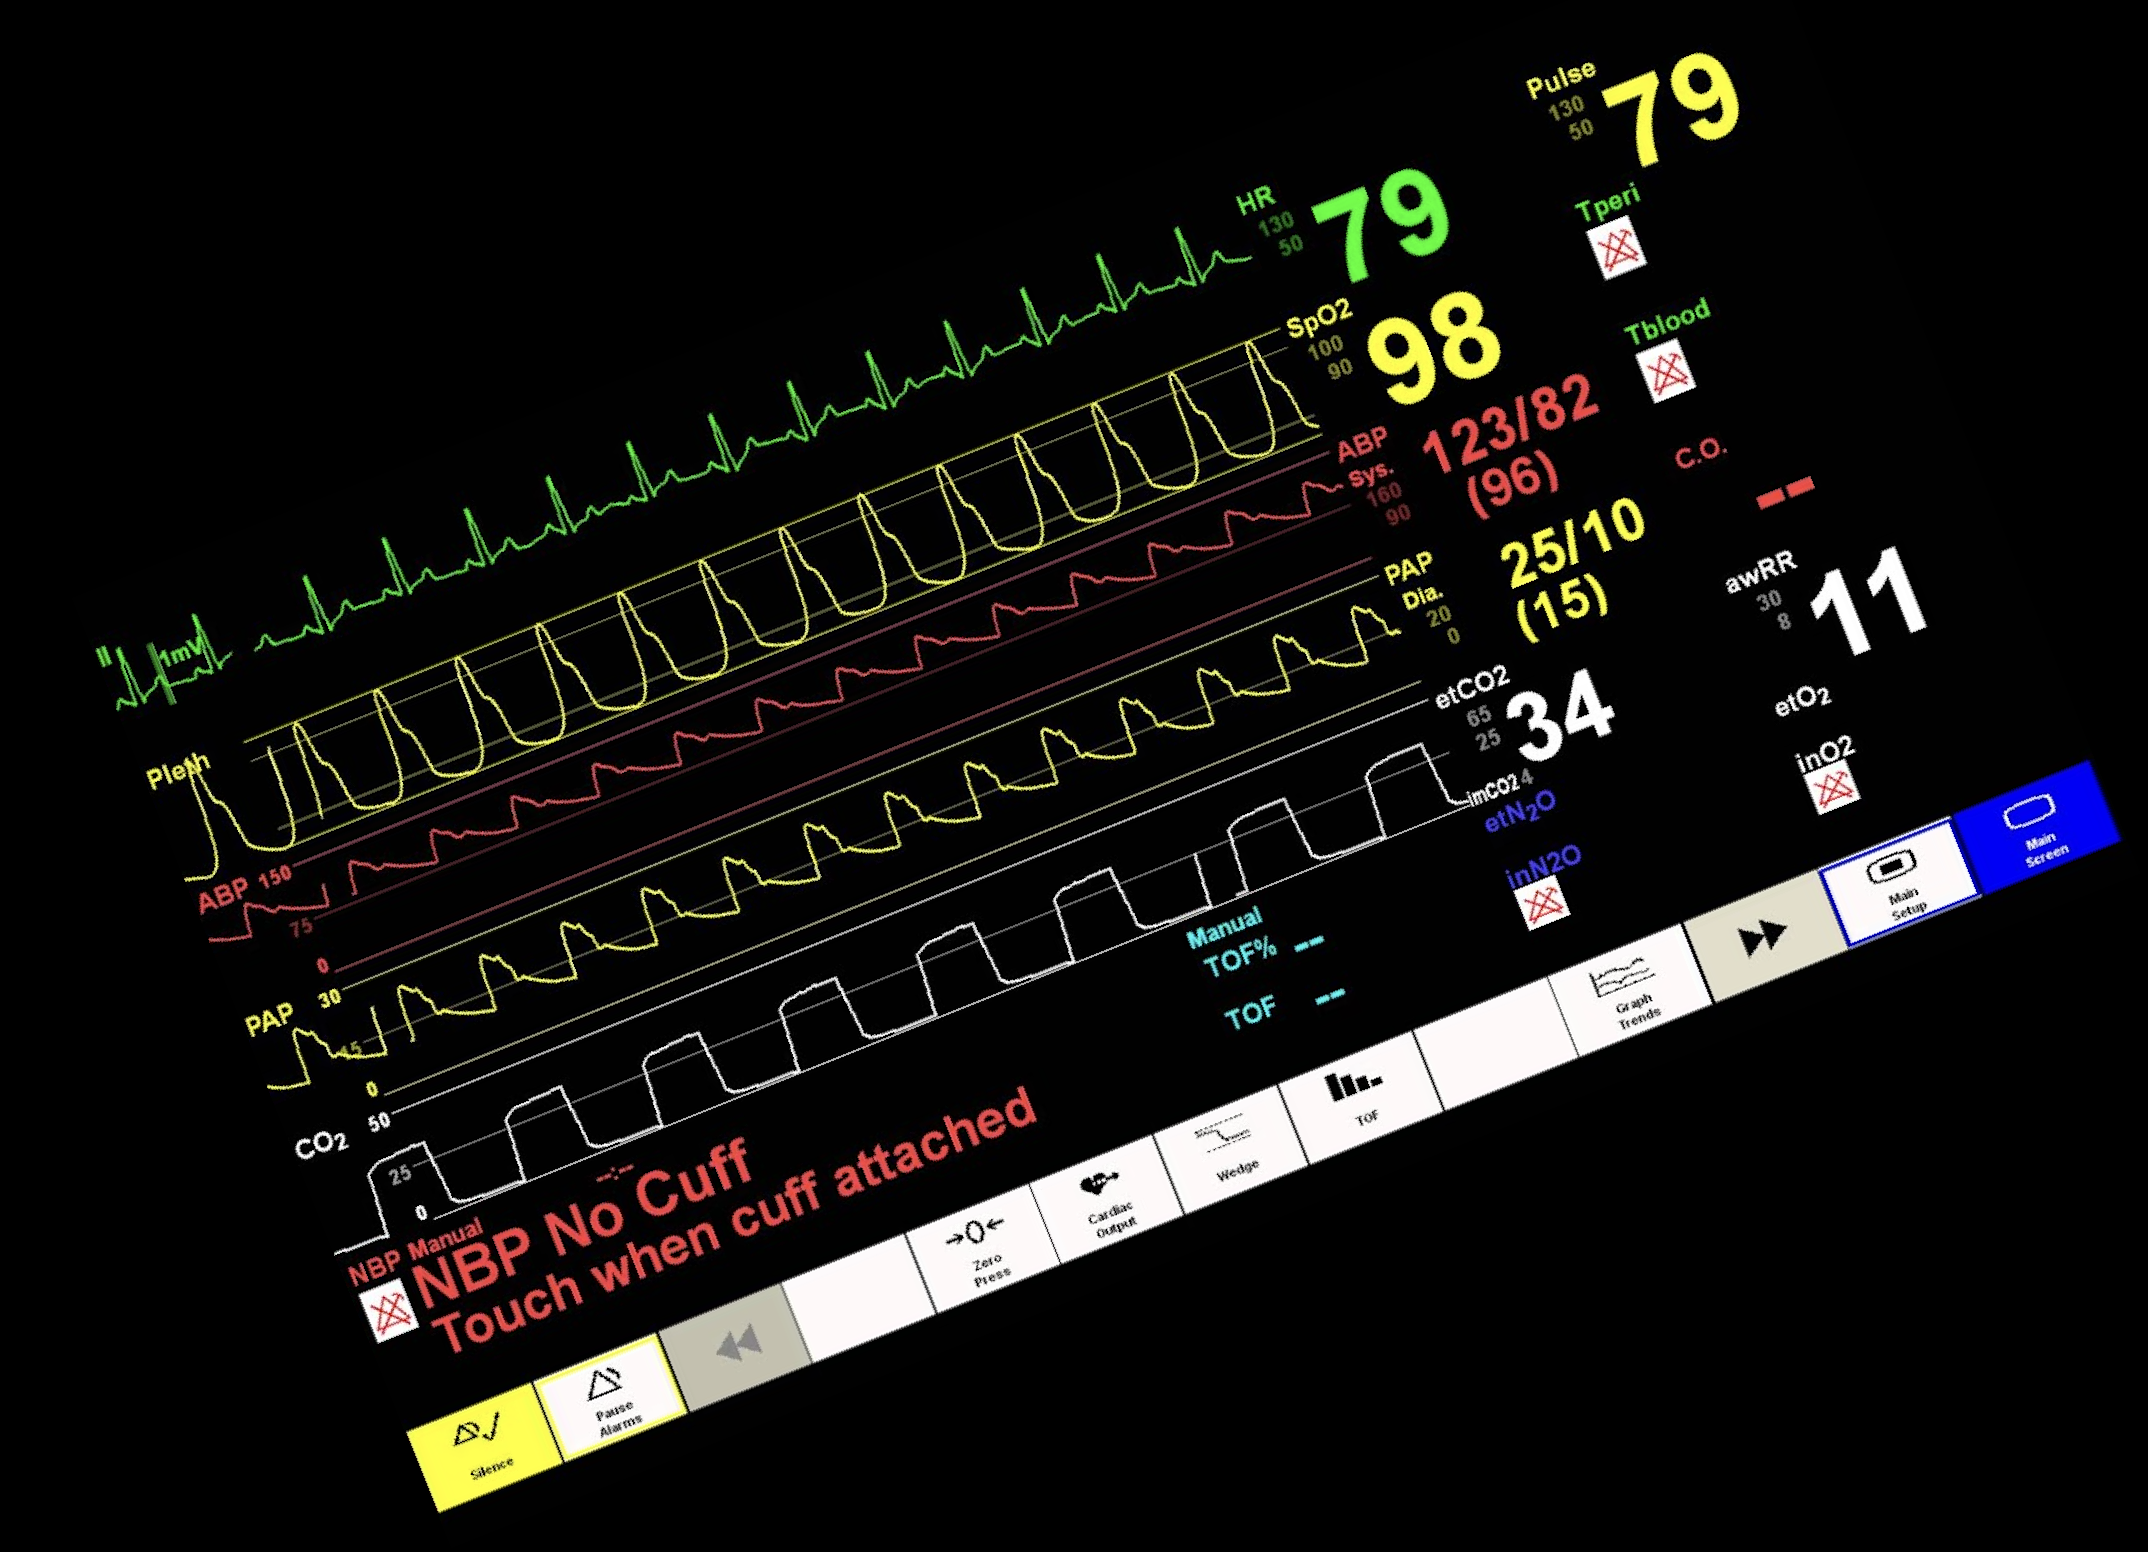 Pulse
130
50
79
HR
130
50
79
Tperi
II
1mV
SpO2
100
90
98
Tblood
Pleth
ABP
Sys.
160
90
123/82
(96)
C.O.
--
ABP 150
75
0
PAP
Dia.
20
0
25/10
(15)
awRR
30
8
11
PAP
30
15
0
etCO2
65
25
34
etO2
imCO2 4
inO2
etN2O
inN2O
CO2
50
25
0
Manual
TOF% --
TOF --
NBP Manual
-:--
NBP No Cuff
Touch when cuff attached
Silence
Pause
Alarms
Zero
Press
Cardiac
Output
Wedge
TOF
Graph
Trends
Main
Setup
Main
Screen